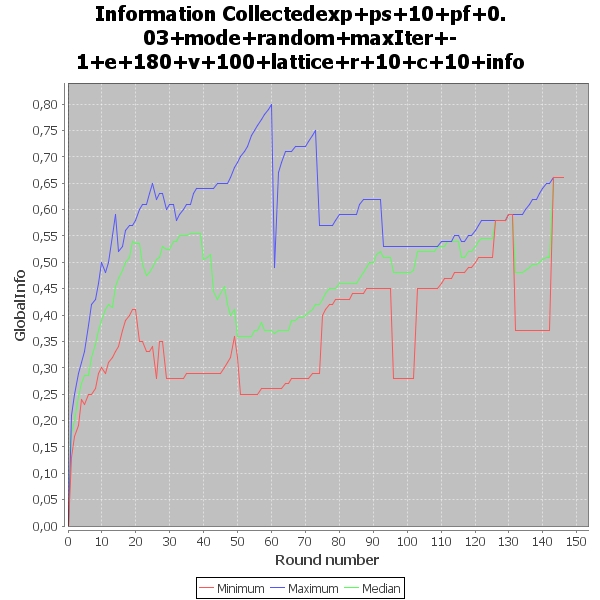 Information Collectedexp+ps+10+pf+0.
03+mode+random+maxIter+-
1+e+180+v+100+lattice+r+10+c+10+info
GlobalInfo
0,80
0,75
0,70
0,65
0,60
0,55
0,50
0,45
0,40
0,35
0,30
0,25
0,20
0,15
0,10
0,05
0,00
0 10 20 30 40 50 60 70 80 90 100 110 120 130 140 150
Round number
Minimum Maximum Median